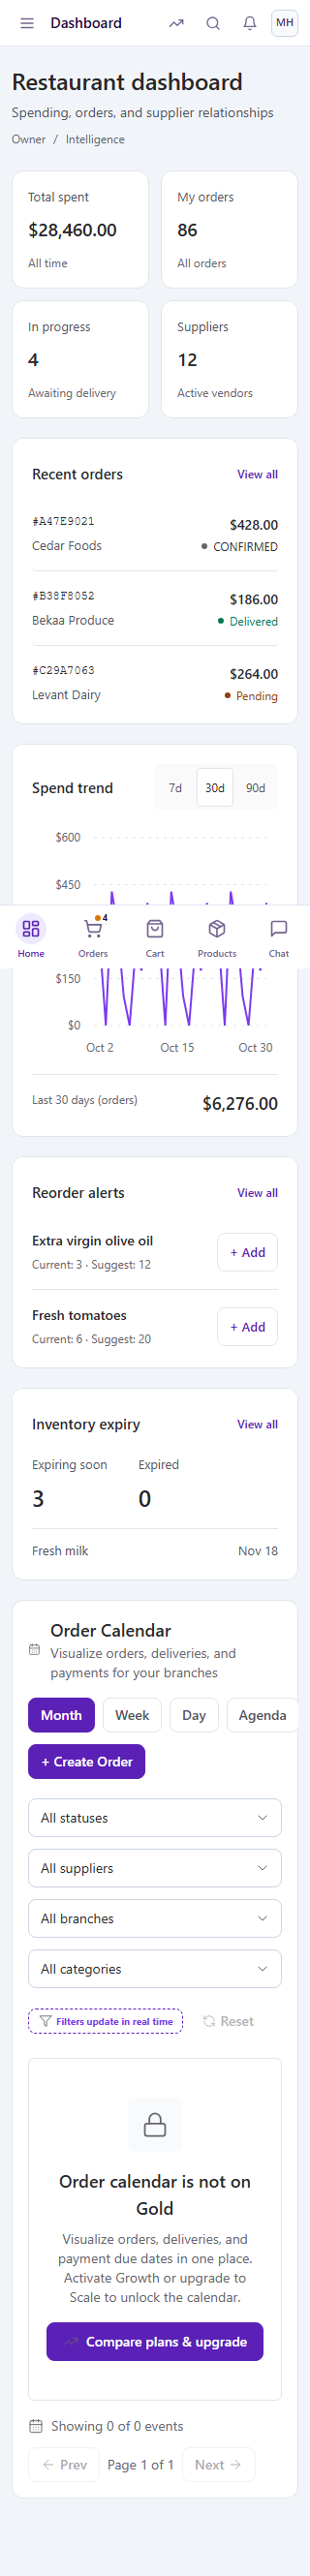 Dashboard
MH
Restaurant dashboard
Spending, orders, and supplier relationships
Owner / Intelligence
Total spent
$28,460.00
All time
My orders
86
All orders
In progress
4
Awaiting delivery
Suppliers
12
Active vendors
Recent orders
View all
#A47E9021
$428.00
Cedar Foods
CONFIRMED
#B38F8052
$186.00
Bekaa Produce
Delivered
#C29A7063
$264.00
Levant Dairy
Pending
Spend trend
7d
30d
90d
$600
$450
4
Home
Orders
Cart
Products
Chat
$150
$0
Oct 2
Oct 15
Oct 30
Last 30 days (orders)
$6,276.00
Reorder alerts
View all
Extra virgin olive oil
Current: 3 · Suggest: 12
+ Add
Fresh tomatoes
Current: 6 · Suggest: 20
+ Add
Inventory expiry
View all
Expiring soon
Expired
3
0
Fresh milk
Nov 18
Order Calendar
Visualize orders, deliveries, and
payments for your branches
Month
Week
Day
Agenda
+ Create Order
All statuses
All suppliers
All branches
All categories
Filters update in real time
Reset
Order calendar is not on
Gold
Visualize orders, deliveries, and
payment due dates in one place.
Activate Growth or upgrade to
Scale to unlock the calendar.
Compare plans & upgrade
Showing 0 of 0 events
Prev
Page 1 of 1
Next